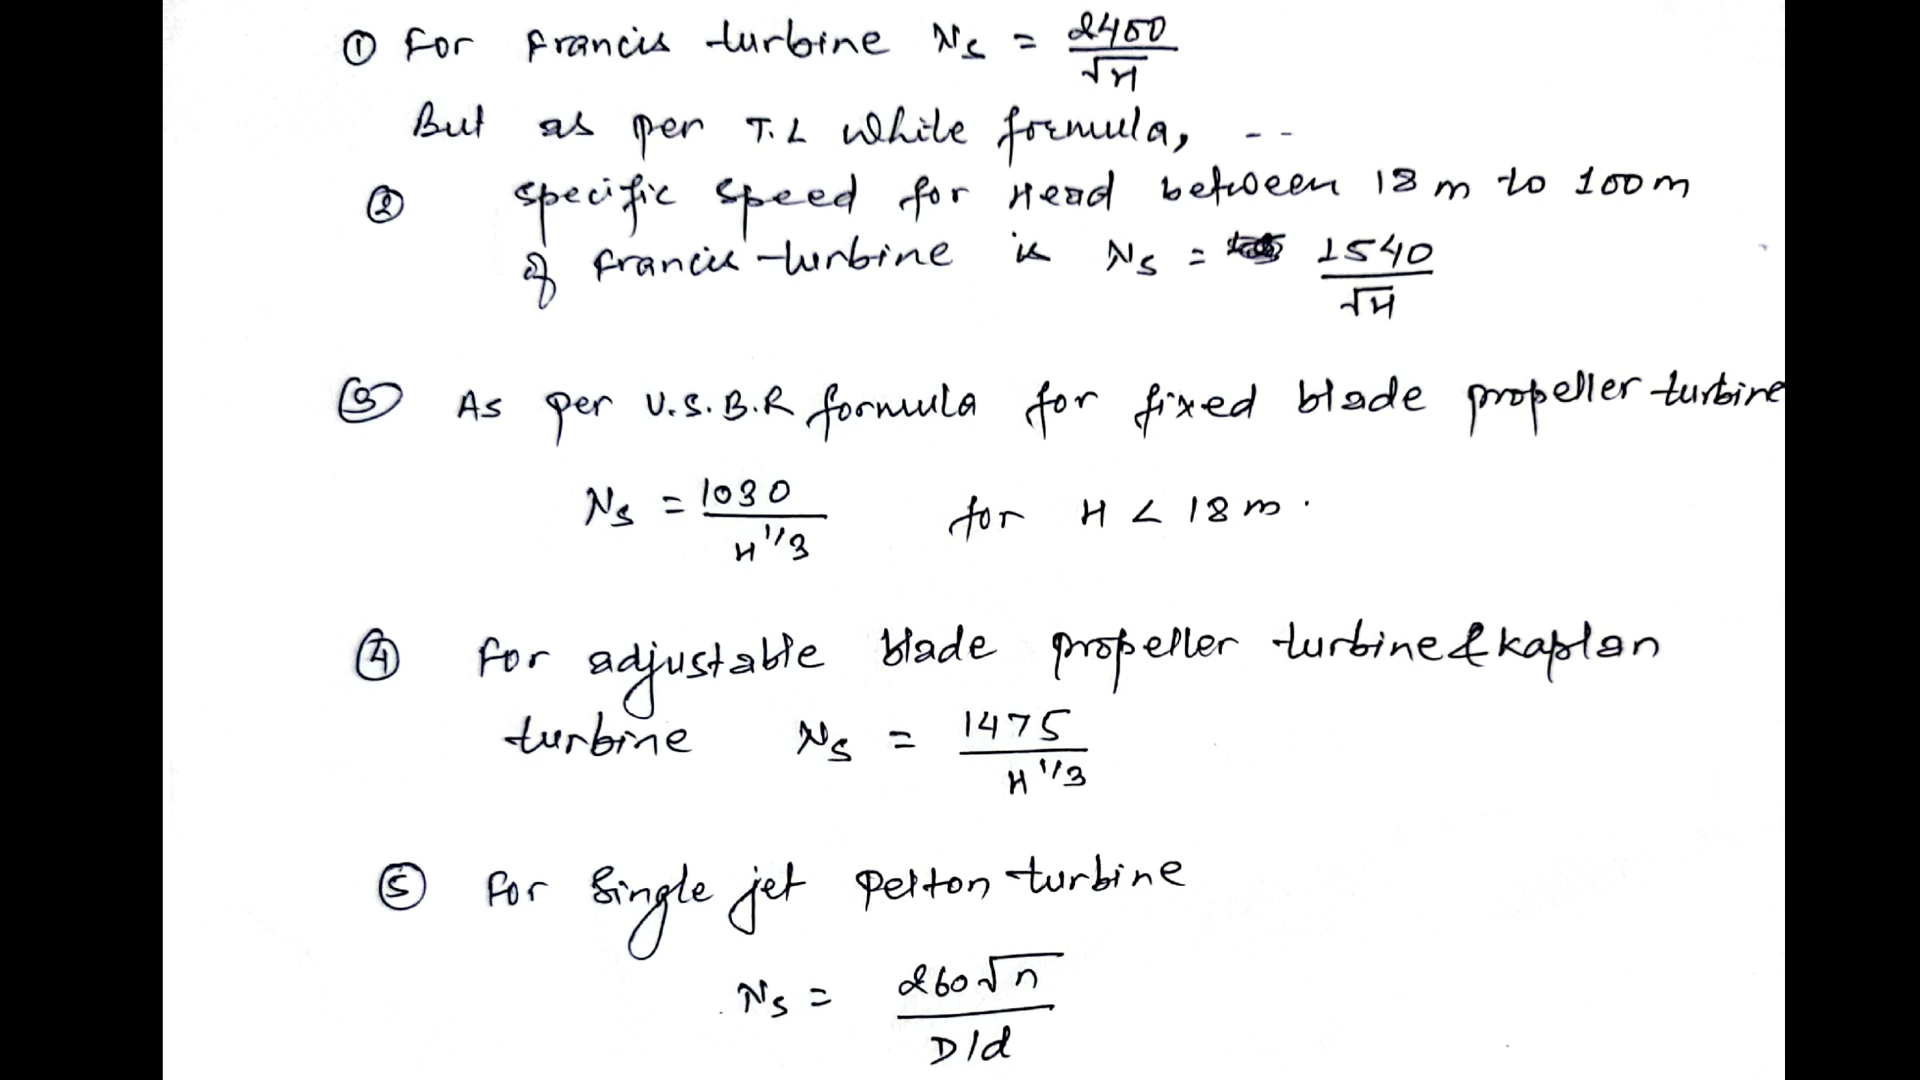 ① For Francis turbine Ns = 2450/√H
But as per T.L While formula, --
② specific speed for Head between 18 m to 100 m
of Francis turbine is Ns = 1540/√H
③ As per U.S.B.R formula for fixed blade propeller turbine
Ns = 1030/H^1/3 for H < 18 m.
④ For adjustable blade propeller turbine & kaplan
turbine Ns = 1475/H^1/3
⑤ For Single jet pelton turbine
Ns = 260√n / D/d